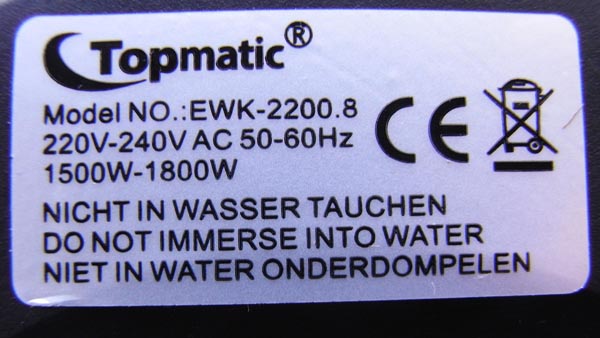 Topmatic®
Model NO.:EWK-2200.8
220V-240V AC 50-60Hz
1500W-1800W
CE
NICHT IN WASSER TAUCHEN
DO NOT IMMERSE INTO WATER
NIET IN WATER ONDERDOMPELEN